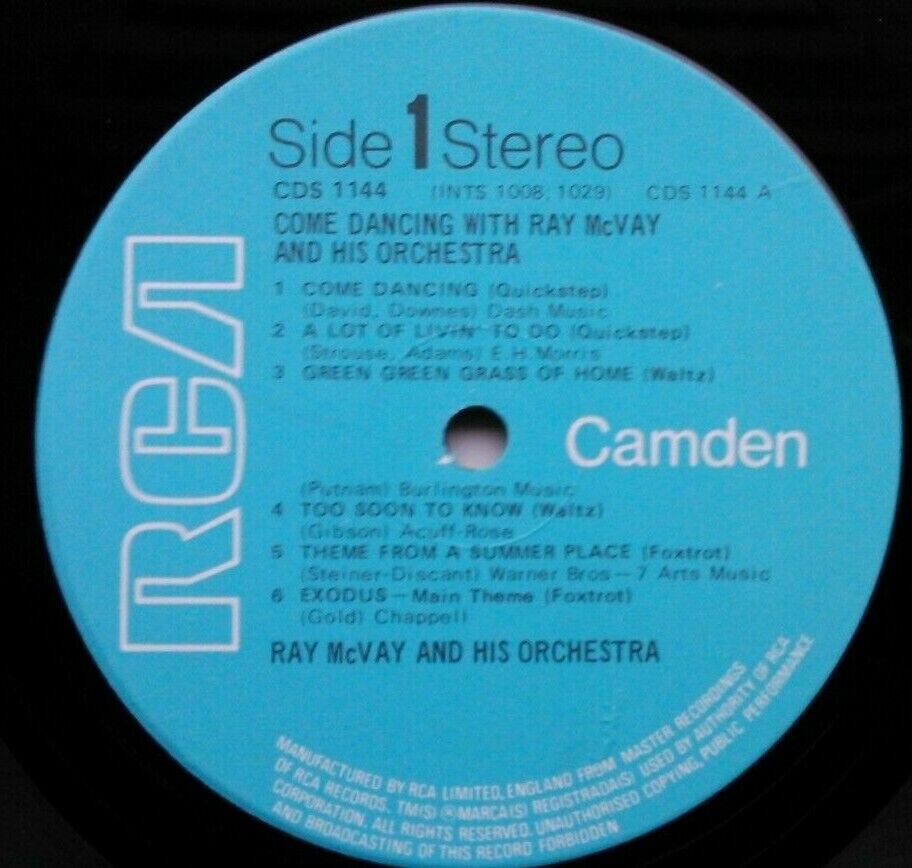 Side 1 Stereo
CDS 1144 (INTS 1008; 1029) CDS 1144 A
COME DANCING WITH RAY McVAY
AND HIS ORCHESTRA
1 COME DANCING (Quickstep)
(David, Downes) Dash Music
2 A LOT OF LIVIN' TO DO (Quickstep)
(Strouse, Adams) E.H. Morris
3 GREEN GREEN GRASS OF HOME (Waltz)
RCA
Camden
(Putnam) Burlington Music
4 TOO SOON TO KNOW (Waltz)
(Gibson) Acuff-Rose
5 THEME FROM A SUMMER PLACE (Foxtrot)
(Steiner-Discant) Warner Bros – 7 Arts Music
6 EXODUS – Main Theme (Foxtrot)
(Gold) Chappell
RAY McVAY AND HIS ORCHESTRA
MANUFACTURED BY RCA LIMITED, ENGLAND FROM MASTER RECORDINGS
OF RCA RECORDS. TM(S) ® MARCA(S) REGISTRADA(S) USED BY AUTHORITY OF RCA
CORPORATION. ALL RIGHTS RESERVED. UNAUTHORISED COPYING, PUBLIC PERFORMANCE
AND BROADCASTING OF THIS RECORD FORBIDDEN